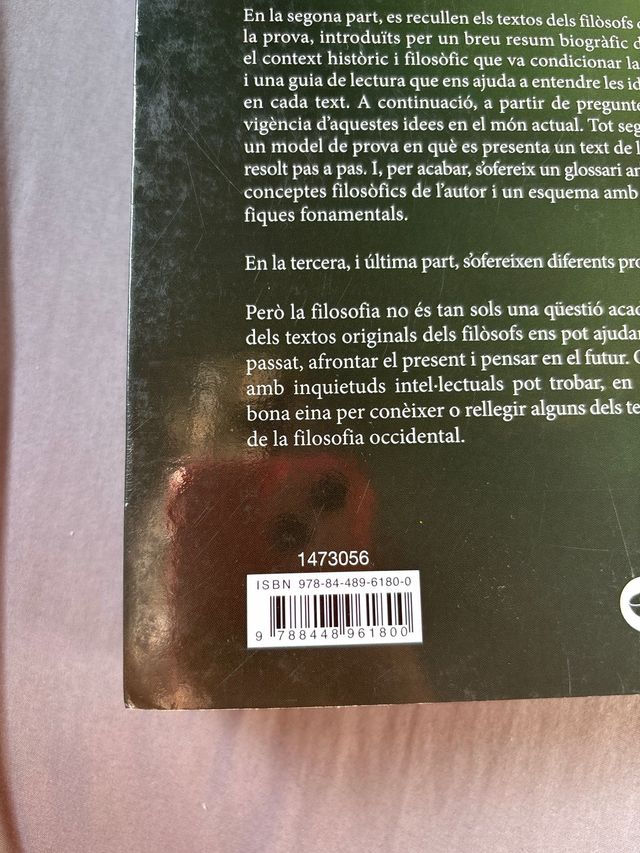 En la segona part, es recullen els textos dels filòsofs
la prova, introduïts per un breu resum biogràfic
el context històric i filosòfic que va condicionar la
i una guia de lectura que ens ajuda a entendre les
en cada text. A continuació, a partir de
vigència d'aquestes idees en el món actual. Tot
un model de prova en què es presenta un text de
resolt pas a pas. I, per acabar, s'ofereix un glossari
conceptes filosòfics de l'autor i un esquema amb
fiques fonamentals.
En la tercera, i última part, s'ofereixen diferents
Però la filosofia no és tan sols una qüestió
dels textos originals dels filòsofs ens pot
passat, afrontar el present i pensar en el futur.
amb inquietuds intel·lectuals pot trobar, en
bona eina per conèixer o rellegir alguns dels
de la filosofia occidental.
1473056
ISBN 978-84-489-6180-0
9 788448 961800